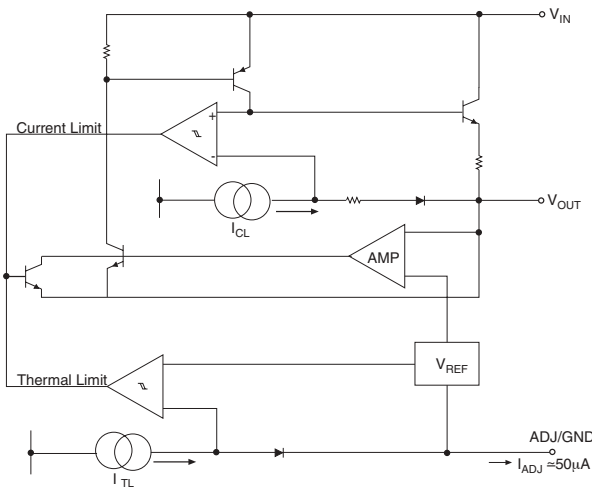 V_IN
+
Current Limit
-
V_OUT
I_CL
AMP
V_REF
Thermal Limit
ADJ/GND
I_ADJ ≃50µA
I_TL